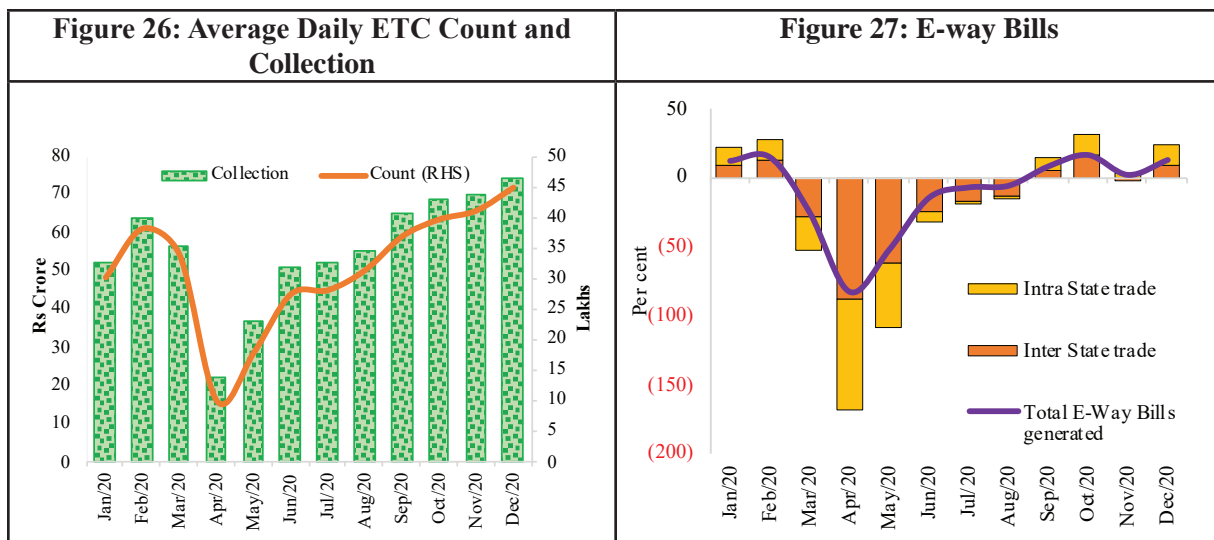 Figure 26: Average Daily ETC Count and
Collection
Figure 27: E-way Bills
Collection
Count (RHS)
80
70
60
50
40
30
20
10
0
Rs Crore
50
45
40
35
30
25
20
15
10
5
0
Lakhs
Jan/20
Feb/20
Mar/20
Apr/20
May/20
Jun/20
Jul/20
Aug/20
Sep/20
Oct/20
Nov/20
Dec/20
50
0
(50)
(100)
(150)
(200)
Per cent
Intra State trade
Inter State trade
Total E-Way Bills
generated
Jan/20
Feb/20
Mar/20
Apr/20
May/20
Jun/20
Jul/20
Aug/20
Sep/20
Oct/20
Nov/20
Dec/20